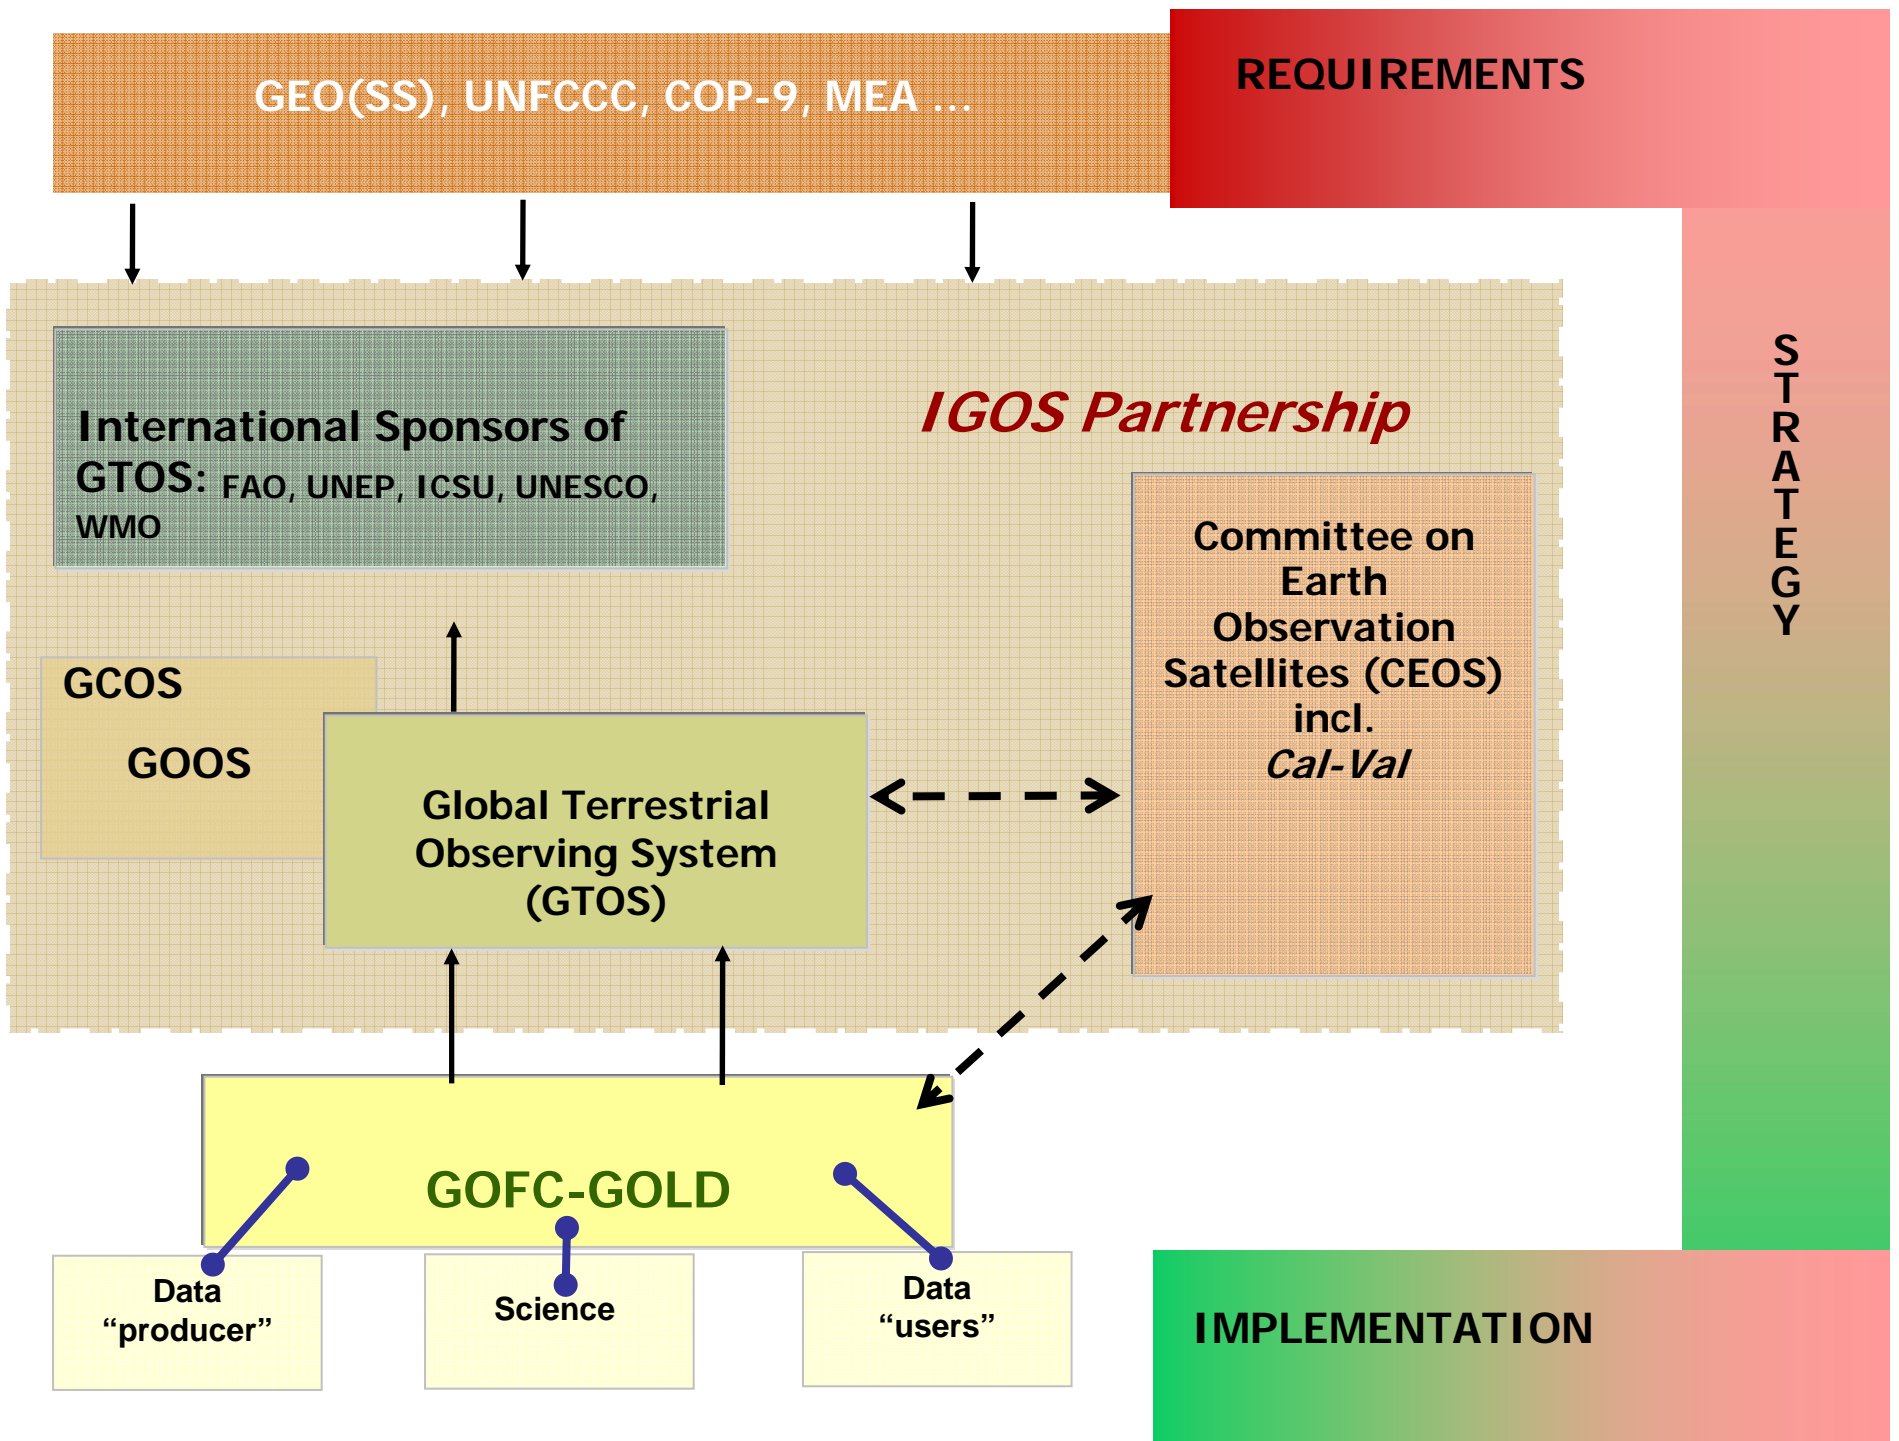 GEO(SS), UNFCCC, COP-9, MEA ...
REQUIREMENTS
S
T
R
A
T
E
G
Y
International Sponsors of
GTOS: FAO, UNEP, ICSU, UNESCO,
WMO
IGOS Partnership
Committee on
Earth
Observation
Satellites (CEOS)
incl.
Cal-Val
GCOS
GOOS
Global Terrestrial
Observing System
(GTOS)
GOFC-GOLD
Data
“producer”
Science
Data
“users”
IMPLEMENTATION